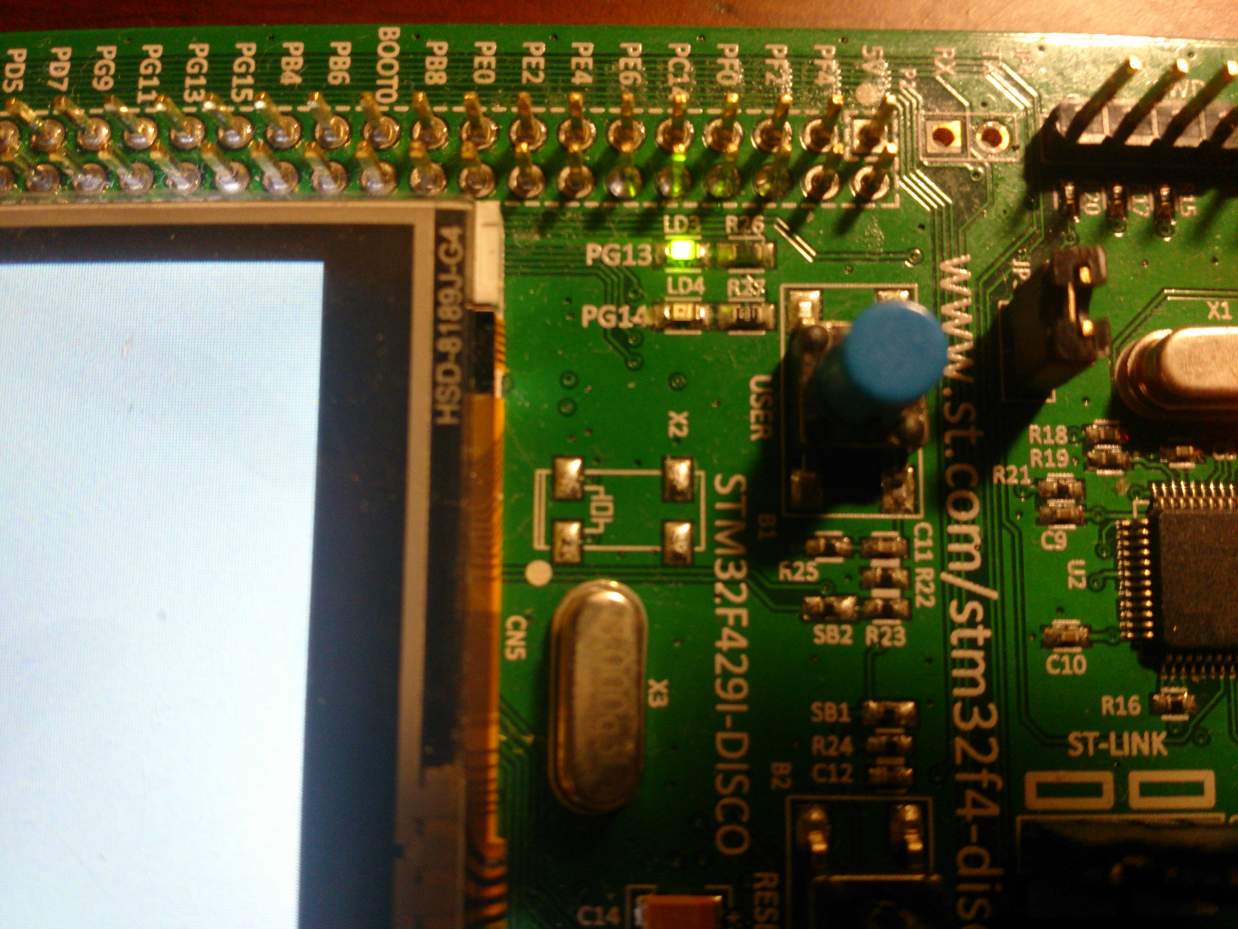 PD5
PD7
PG9
PG11
PG13
PG15
PB4
PB6
BOOT0
PB8
PE0
PE2
PE4
PE6
PF0
PF2
PF4
5V
LD3
R26
PG13
LD4
PG14
HSD-8189J-G4
USER
X2
B1
STM32F429I-DISCO
www.st.com/stm32f4-disc
X1
R18
R19
R21
C9
U2
C10
R16
ST-LINK
C11
R22
R25
SB2
R23
CN5
X3
SB1
R24
C12
B2
C14